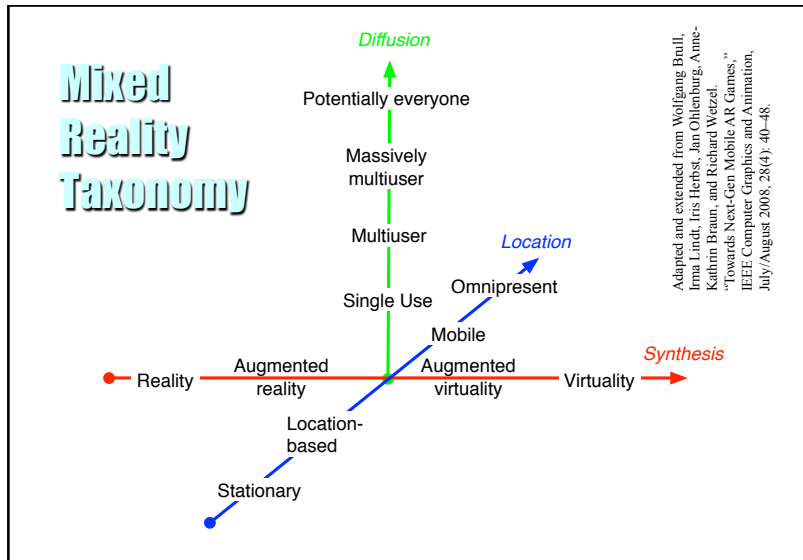 Mixed
Reality
Taxonomy
Diffusion
Potentially everyone
Massively
multiuser
Multiuser
Single Use
Location
Omnipresent
Mobile
Location-
based
Stationary
Synthesis
Reality
Augmented
reality
Augmented
virtuality
Virtuality
Adapted and extended from Wolfgang Brull,
Irma Lindt, Iris Herbst, Jan Ohlenburg, Anne-
Kathrin Braun, and Richard Wetzel.
“Towards Next-Gen Mobile AR Games,”
IEEE Computer Graphics and Animation,
July/August 2008, 28(4): 40–48.